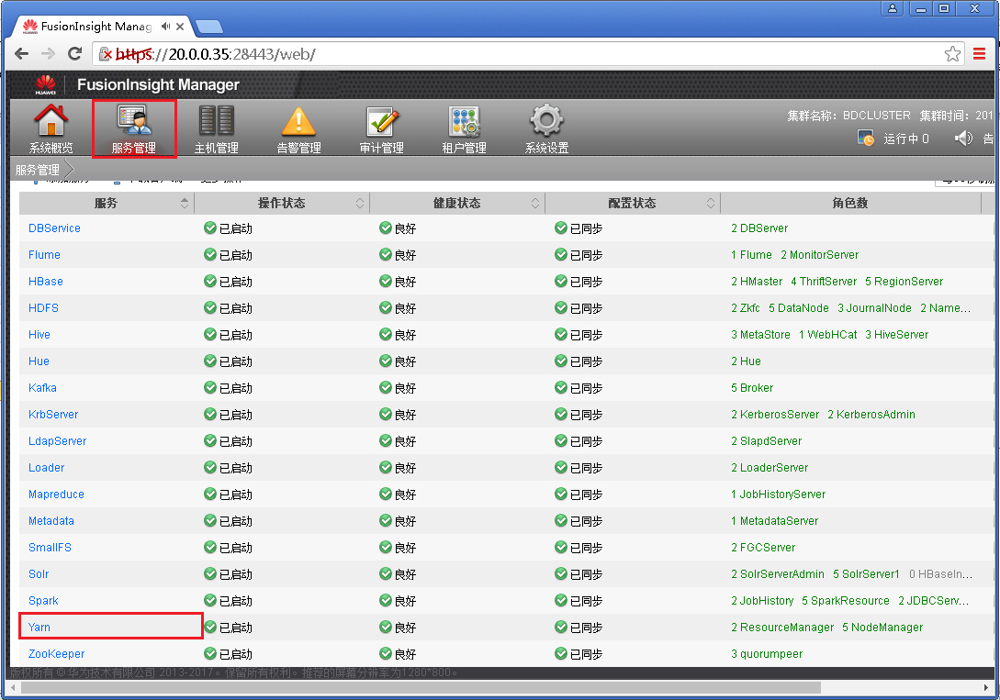 FusionInsight Manag
https://20.0.0.35:28443/web/
HUAWEI FusionInsight Manager
系统概览 服务管理 主机管理 告警管理 审计管理 租户管理 系统设置
集群名称: BDCLUSTER 集群时间: 201
运行中 0 告
服务管理
服务 操作状态 健康状态 配置状态 角色数
DBService 已启动 良好 已同步 2 DBServer
Flume 已启动 良好 已同步 1 Flume 2 MonitorServer
HBase 已启动 良好 已同步 2 HMaster 4 ThriftServer 5 RegionServer
HDFS 已启动 良好 已同步 2 Zkfc 5 DataNode 3 JournalNode 2 Name...
Hive 已启动 良好 已同步 3 MetaStore 1 WebHCat 3 HiveServer
Hue 已启动 良好 已同步 2 Hue
Kafka 已启动 良好 已同步 5 Broker
KrbServer 已启动 良好 已同步 2 KerberosServer 2 KerberosAdmin
LdapServer 已启动 良好 已同步 2 SlapdServer
Loader 已启动 良好 已同步 2 LoaderServer
Mapreduce 已启动 良好 已同步 1 JobHistoryServer
Metadata 已启动 良好 已同步 1 MetadataServer
SmallFS 已启动 良好 已同步 2 FGCServer
Solr 已启动 良好 已同步 2 SolrServerAdmin 5 SolrServer1 0 HBaseIn...
Spark 已启动 良好 已同步 2 JobHistory 5 SparkResource 2 JDBCServ...
Yarn 已启动 良好 已同步 2 ResourceManager 5 NodeManager
ZooKeeper 已启动 良好 已同步 3 quorumpeer
版权所有 © 华为技术有限公司 2013-2017。保留所有权利。推荐的屏幕分辨率为1280*800。